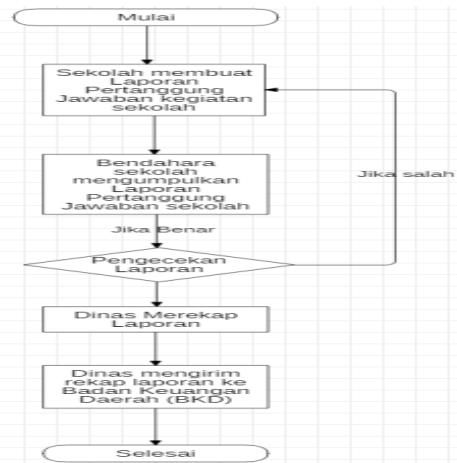 Mulai
Sekolah membuat
Laporan
Pertanggung
Jawaban kegiatan
sekolah
Bendahara
sekolah
mengumpulkan
Laporan
Pertanggung
Jawaban sekolah
Jika salah
Jika Benar
Pengecekan
Laporan
Dinas Merekap
Laporan
Dinas mengirim
rekap laporan ke
Badan Keuangan
Daerah (BKD)
Selesai